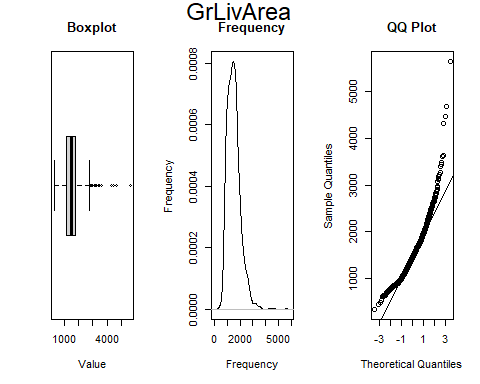 GrLivArea
Boxplot
1000 4000
Value
Frequency
Frequency
0.0000 0.0002 0.0004 0.0006 0.0008
0 2000 5000
Frequency
QQ Plot
Sample Quantiles
1000 2000 3000 4000 5000
-3 -1 1 3
Theoretical Quantiles